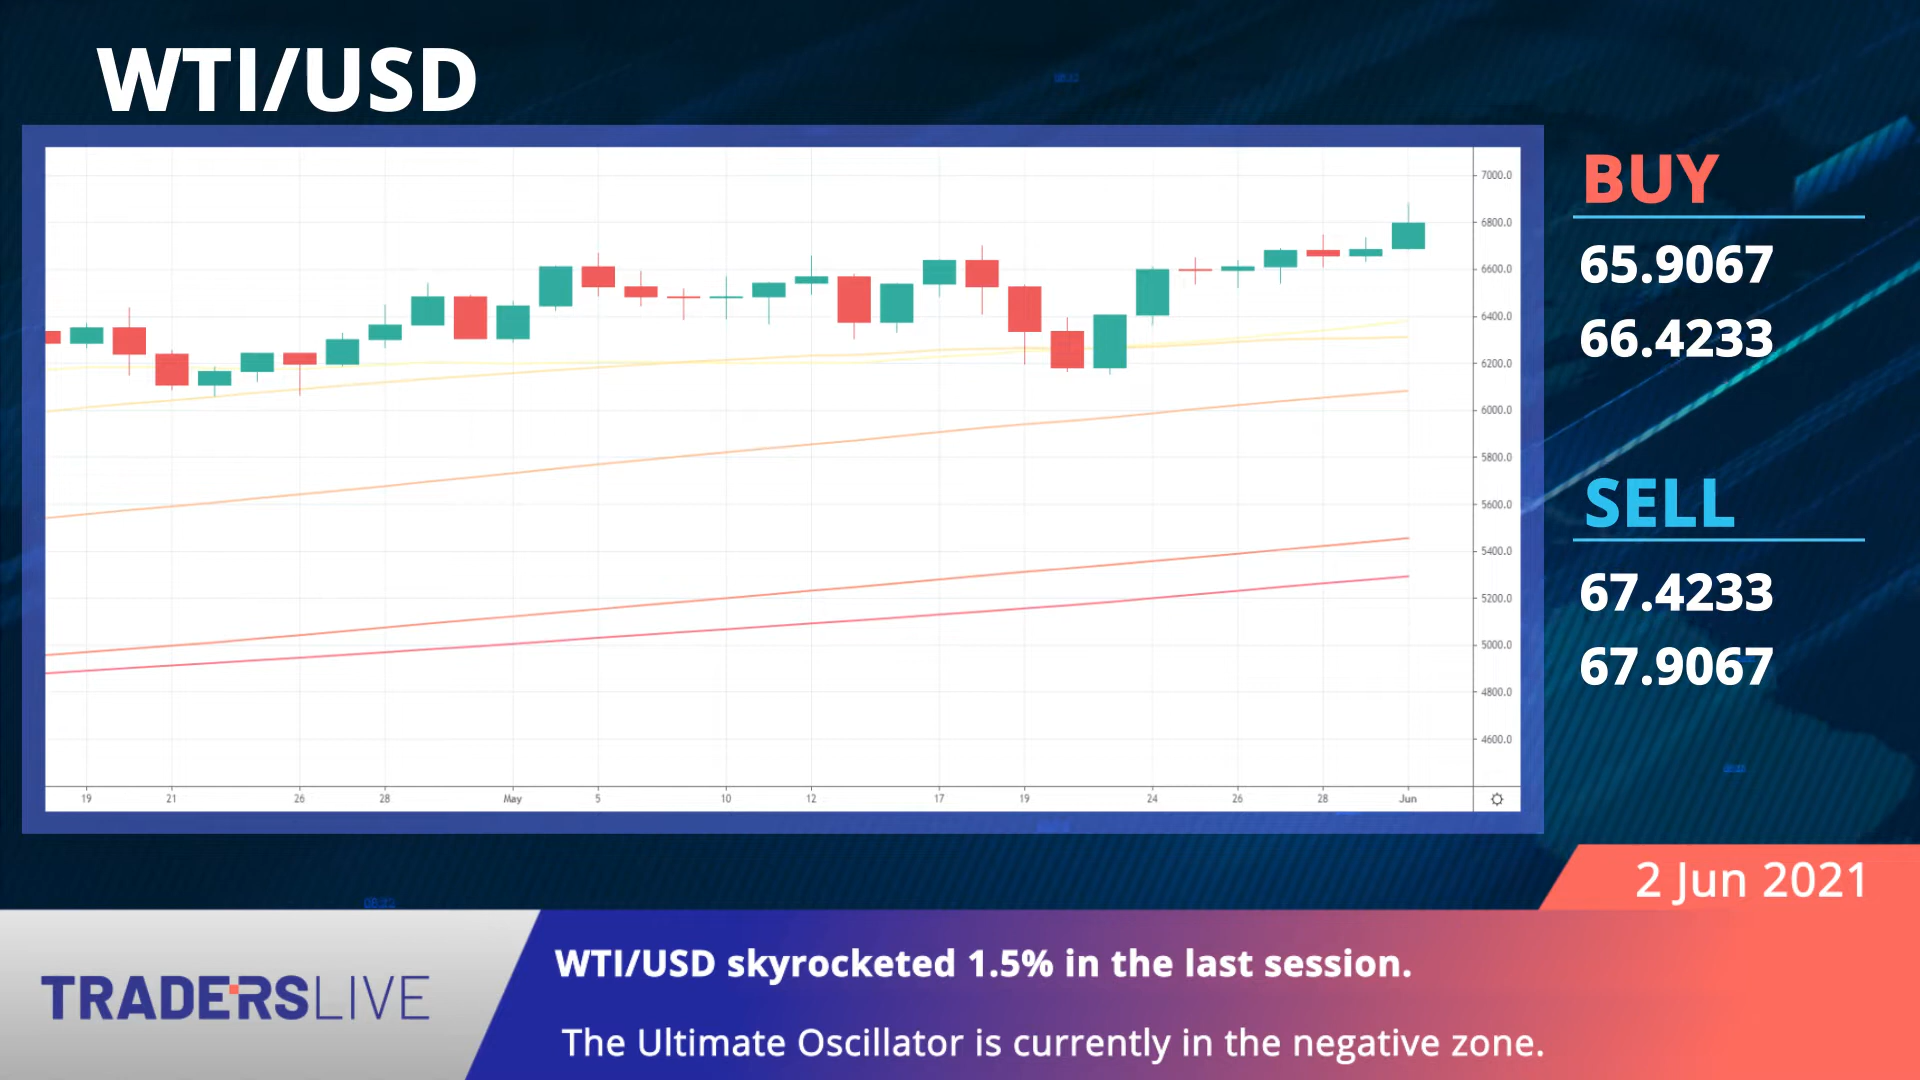 WTI/USD
7000.0
6800.0
6600.0
6400.0
6200.0
6000.0
5800.0
5600.0
5400.0
5200.0
5000.0
4800.0
4600.0
19 21 26 28 May 5 10 12 17 19 24 26 28 Jun
BUY
65.9067
66.4233
SELL
67.4233
67.9067
2 Jun 2021
TRADERSLIVE
WTI/USD skyrocketed 1.5% in the last session.
The Ultimate Oscillator is currently in the negative zone.